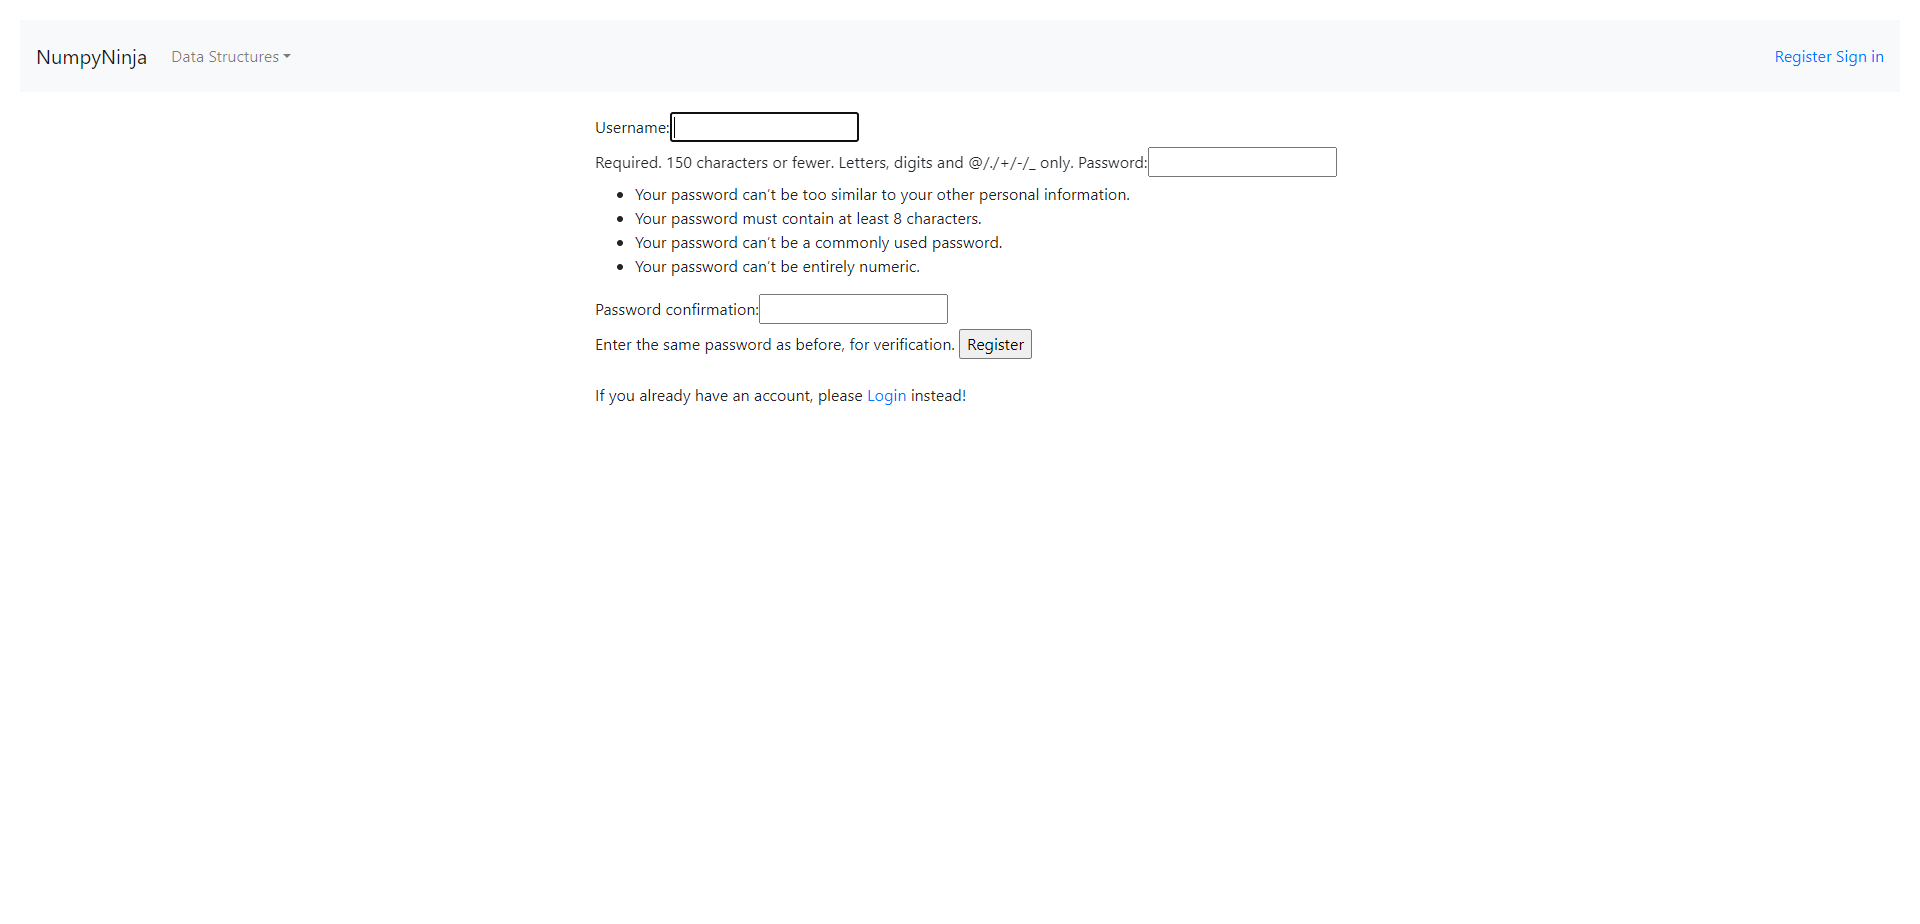 NumpyNinja Data Structures Register Sign in
Username:
Required. 150 characters or fewer. Letters, digits and @/./+/-/_ only. Password:
Your password can’t be too similar to your other personal information.
Your password must contain at least 8 characters.
Your password can’t be a commonly used password.
Your password can’t be entirely numeric.
Password confirmation:
Enter the same password as before, for verification. Register
If you already have an account, please Login instead!